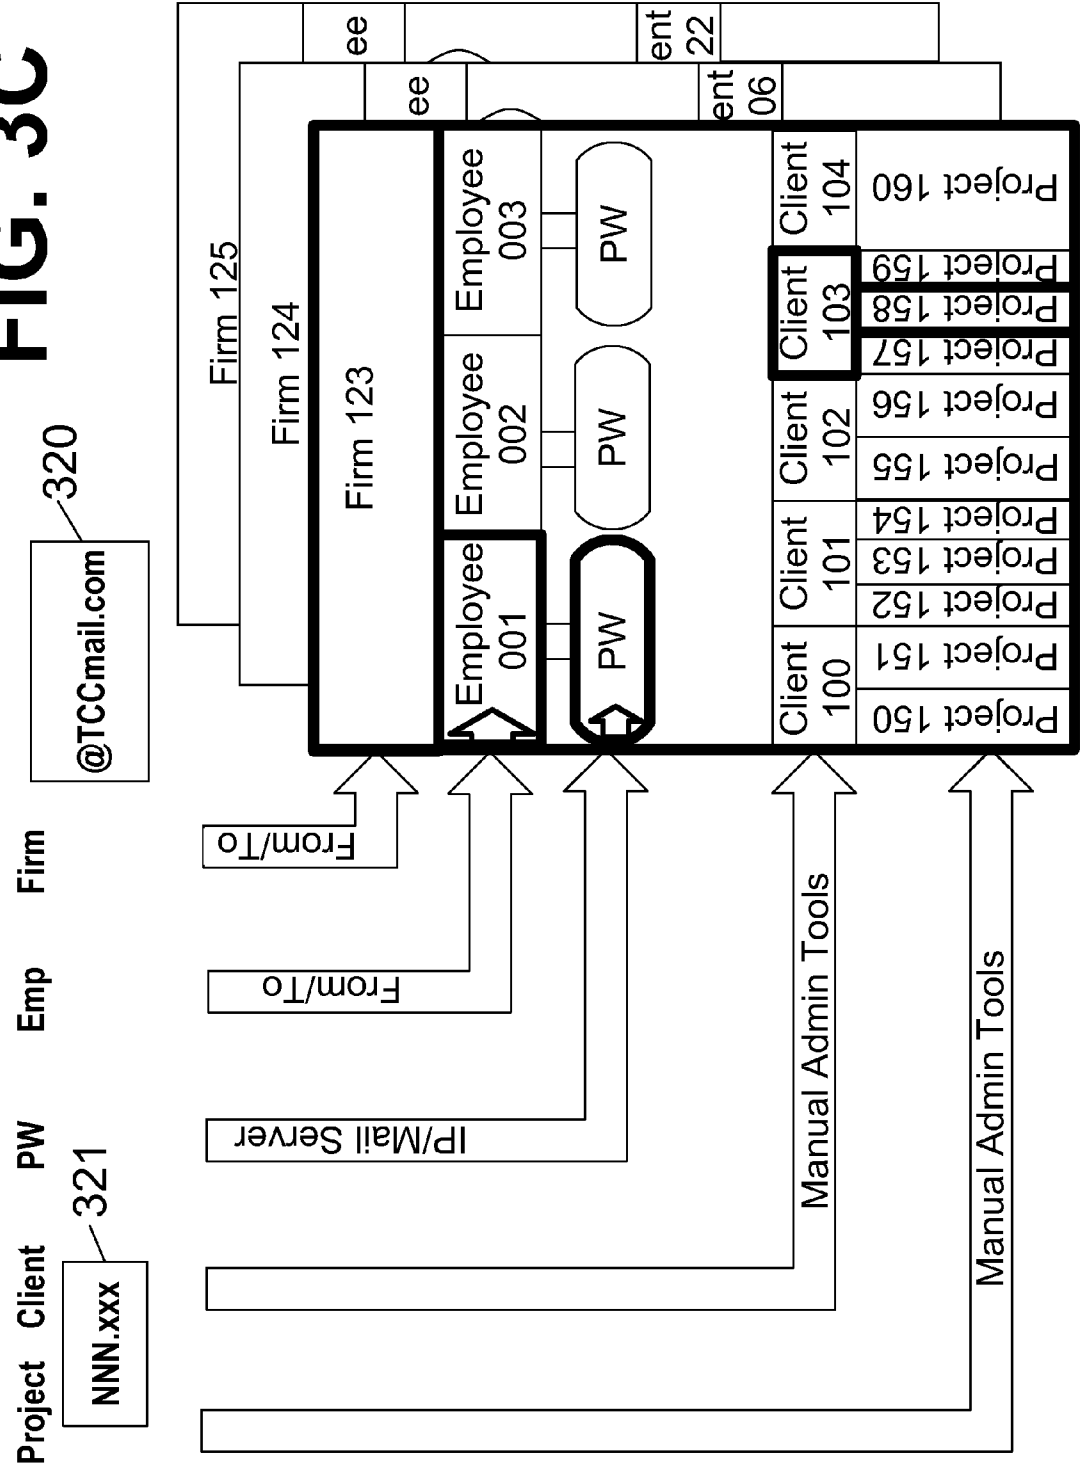 FIG. 3C
Project Client PW Emp Firm
NNN.xxx
321
@TCCmail.com
320
Firm 125
Firm 124
Firm 123
ee
ee
ent
22
ent
06
From/To
From/To
IP/Mail Server
Manual Admin Tools
Manual Admin Tools
Employee
001
Employee
002
Employee
003
PW
PW
PW
Client
100
Client
101
Client
102
Client
103
Client
104
Project 150
Project 151
Project 152
Project 153
Project 154
Project 155
Project 156
Project 157
Project 158
Project 159
Project 160